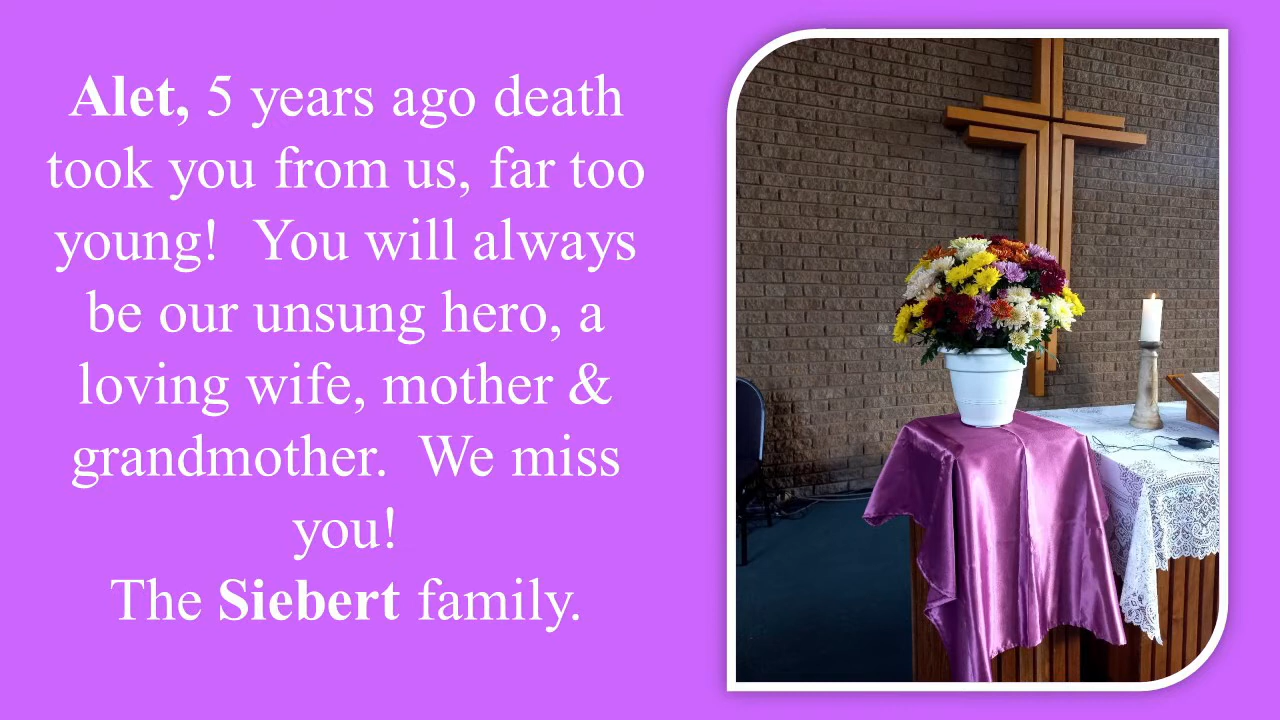 Alet, 5 years ago death
took you from us, far too
young!  You will always
be our unsung hero, a
loving wife, mother &
grandmother.  We miss
you!
The Siebert family.